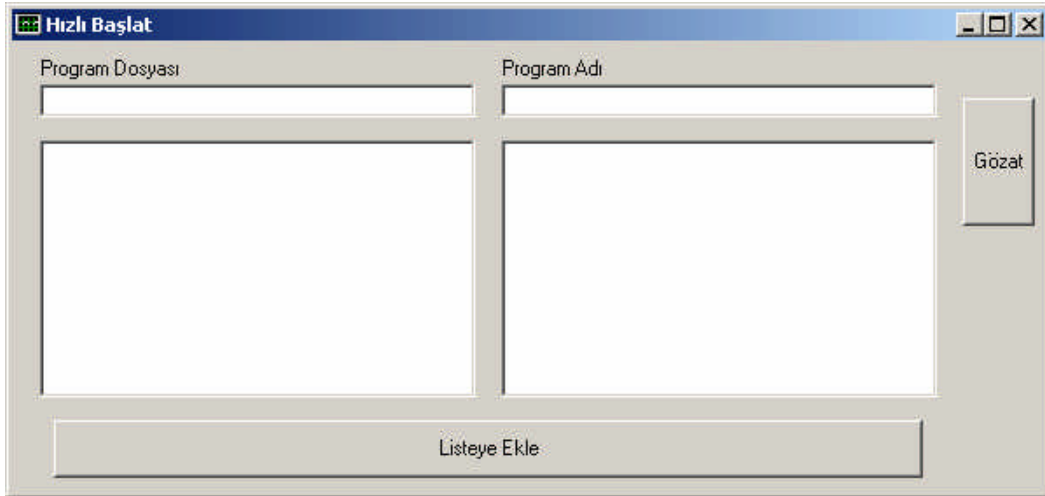 Hızlı Başlat
Program Dosyası
Program Adı
Gözat
Listeye Ekle